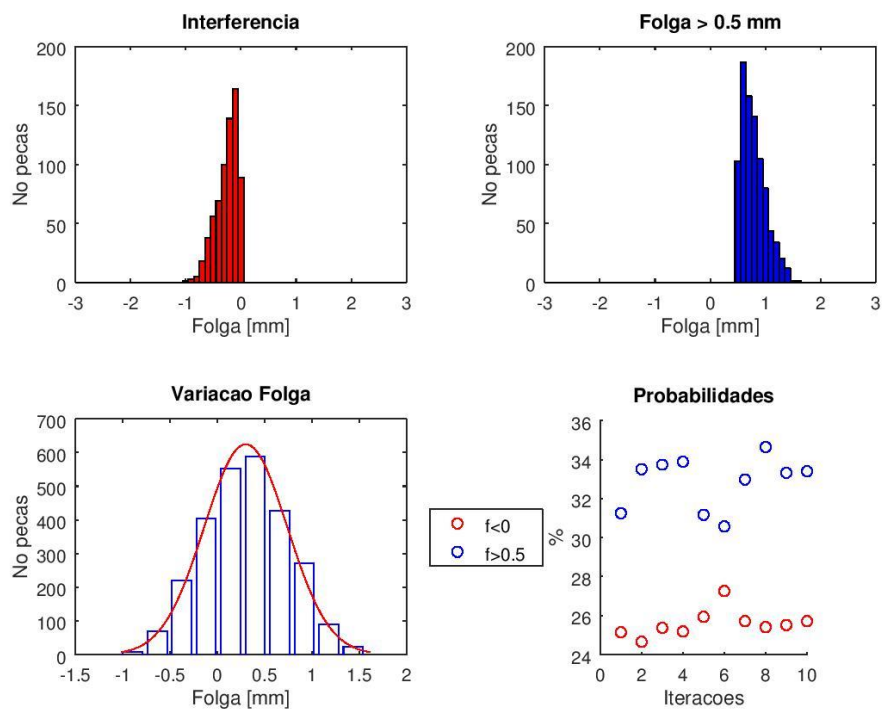 Interferencia
200
150
100
50
0
-3 -2 -1 0 1 2 3
No pecas
Folga [mm]
Folga > 0.5 mm
200
150
100
50
0
-3 -2 -1 0 1 2 3
No pecas
Folga [mm]
Variacao Folga
700
600
500
400
300
200
100
0
-1.5 -1 -0.5 0 0.5 1 1.5 2
No pecas
Folga [mm]
f<0
f>0.5
Probabilidades
36
34
32
30
28
26
24
0 2 4 6 8 10
%
Iteracoes